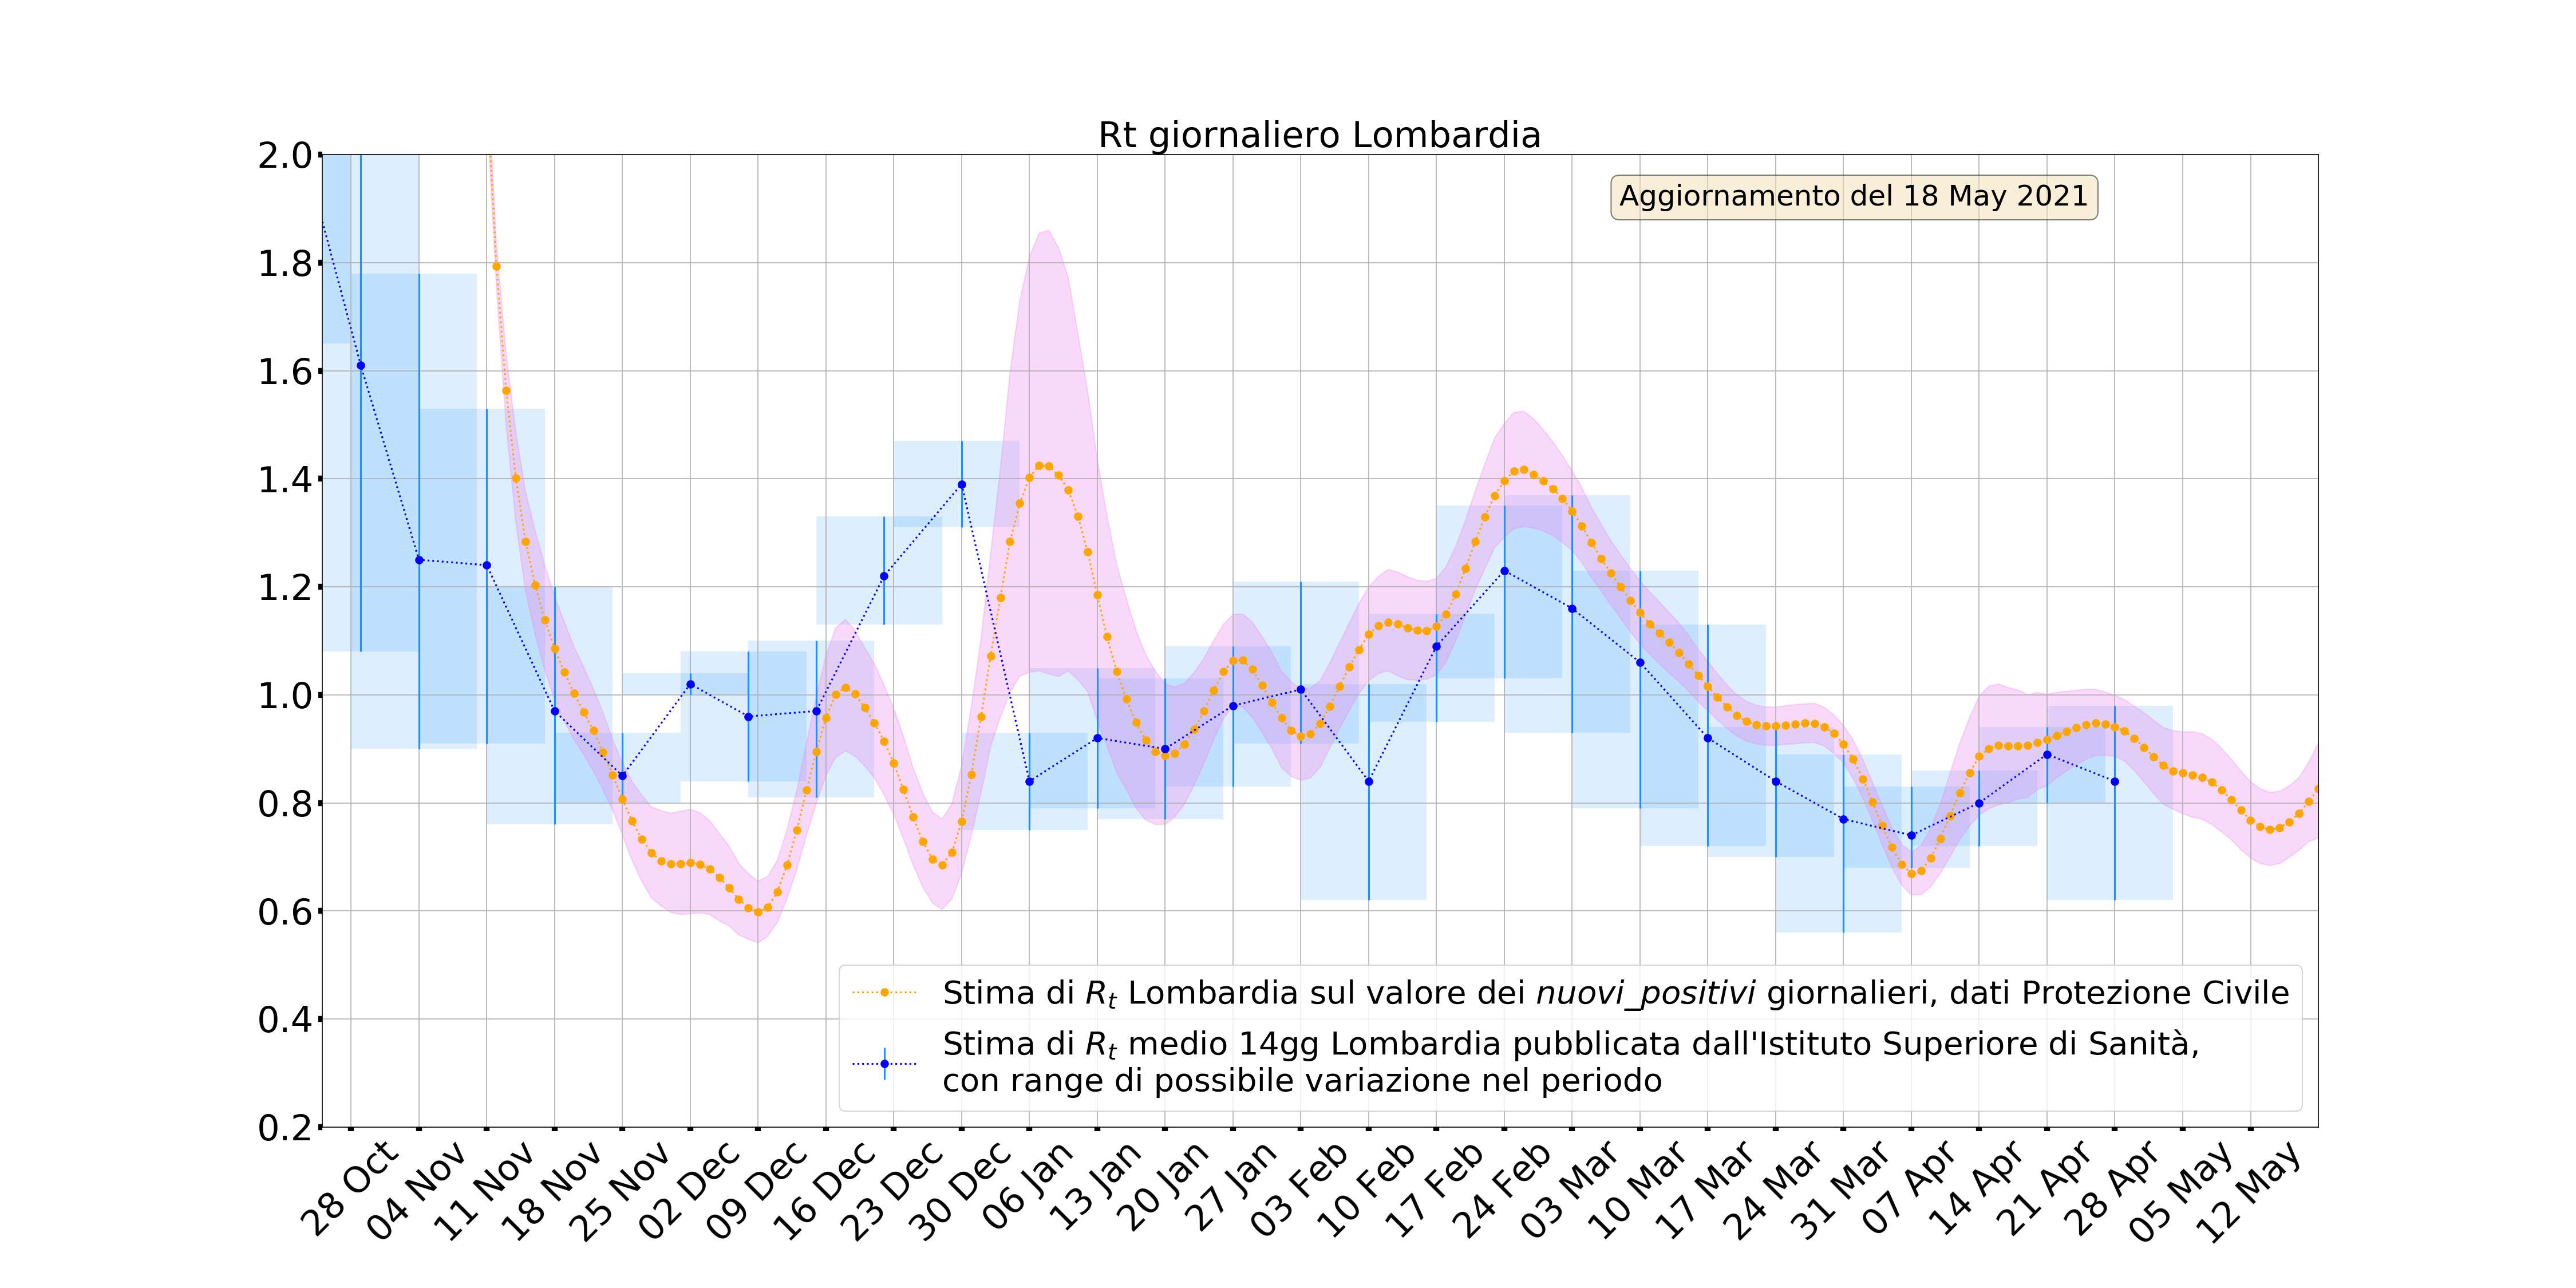 Rt giornaliero Lombardia
Aggiornamento del 18 May 2021
2.0
1.8
1.6
1.4
1.2
1.0
0.8
0.6
0.4
0.2
Stima di Rt Lombardia sul valore dei nuovi_positivi giornalieri, dati Protezione Civile
Stima di Rt medio 14gg Lombardia pubblicata dall'Istituto Superiore di Sanità,
con range di possibile variazione nel periodo
28 Oct
04 Nov
11 Nov
18 Nov
25 Nov
02 Dec
09 Dec
16 Dec
23 Dec
30 Dec
06 Jan
13 Jan
20 Jan
27 Jan
03 Feb
10 Feb
17 Feb
24 Feb
03 Mar
10 Mar
17 Mar
24 Mar
31 Mar
07 Apr
14 Apr
21 Apr
28 Apr
05 May
12 May